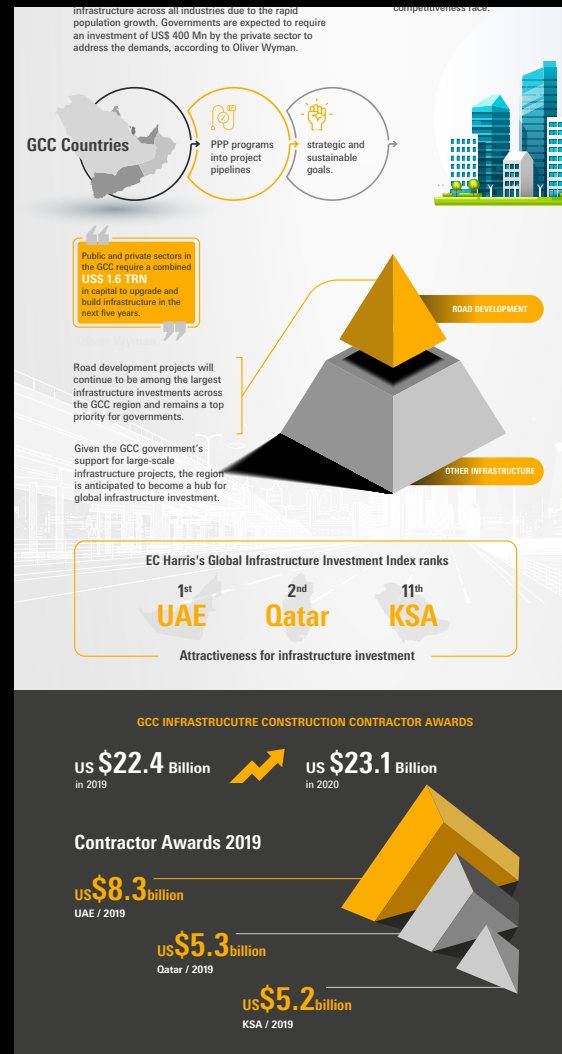 infrastructure across all industries due to the rapid
population growth. Governments are expected to require
an investment of US$ 400 Mn by the private sector to
address the demands, according to Oliver Wyman.
competitiveness race.
GCC Countries
PPP programs
into project
pipelines
strategic and
sustainable
goals.
Public and private sectors in
the GCC require a combined
US$ 1.6 TRN
in capital to upgrade and
build infrastructure in the
next five years.
Oliver Wyman
ROAD DEVELOPMENT
Road development projects will
continue to be among the largest
infrastructure investments across
the GCC region and remains a top
priority for governments.
Given the GCC government's
support for large-scale
infrastructure projects, the region
is anticipated to become a hub for
global infrastructure investment.
OTHER INFRASTRUCTURE
EC Harris's Global Infrastructure Investment Index ranks
1st
UAE
2nd
Qatar
11th
KSA
Attractiveness for infrastructure investment
GCC INFRASTRUCUTRE CONSTRUCTION CONTRACTOR AWARDS
US $22.4 Billion
in 2019
US $23.1 Billion
in 2020
Contractor Awards 2019
US$8.3billion
UAE / 2019
US$5.3billion
Qatar / 2019
US$5.2billion
KSA / 2019